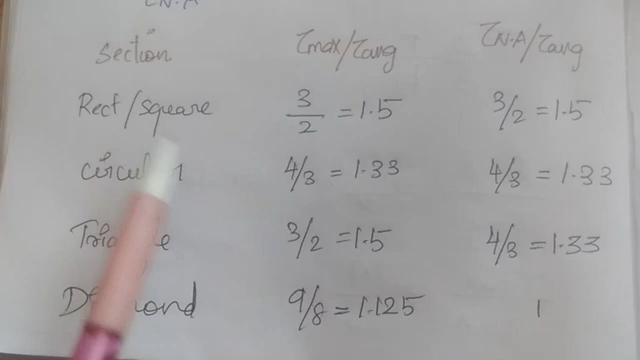 τN.A
Section τmax/τavg τN.A/τavg
Rect/square 3/2 = 1.5 3/2 = 1.5
4/3 = 1.33 4/3 = 1.33
3/2 = 1.5 4/3 = 1.33
9/8 = 1.125 1